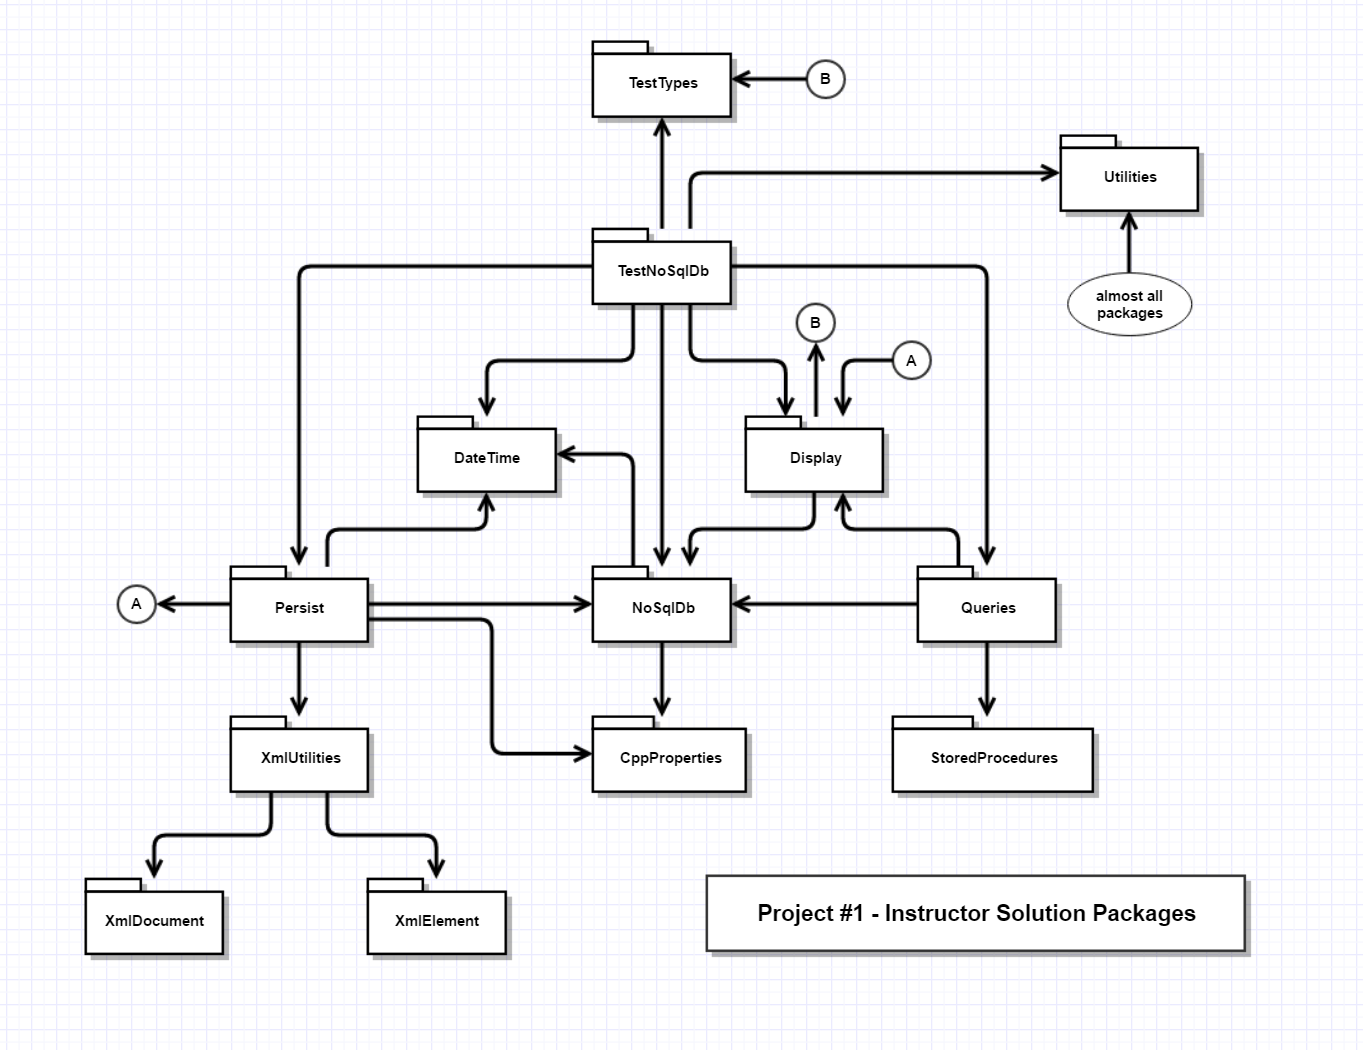 TestTypes
B
Utilities
TestNoSqlDb
almost all
packages
B
A
DateTime
Display
A
Persist
NoSqlDb
Queries
XmlUtilities
CppProperties
StoredProcedures
XmlDocument
XmlElement
Project #1 - Instructor Solution Packages